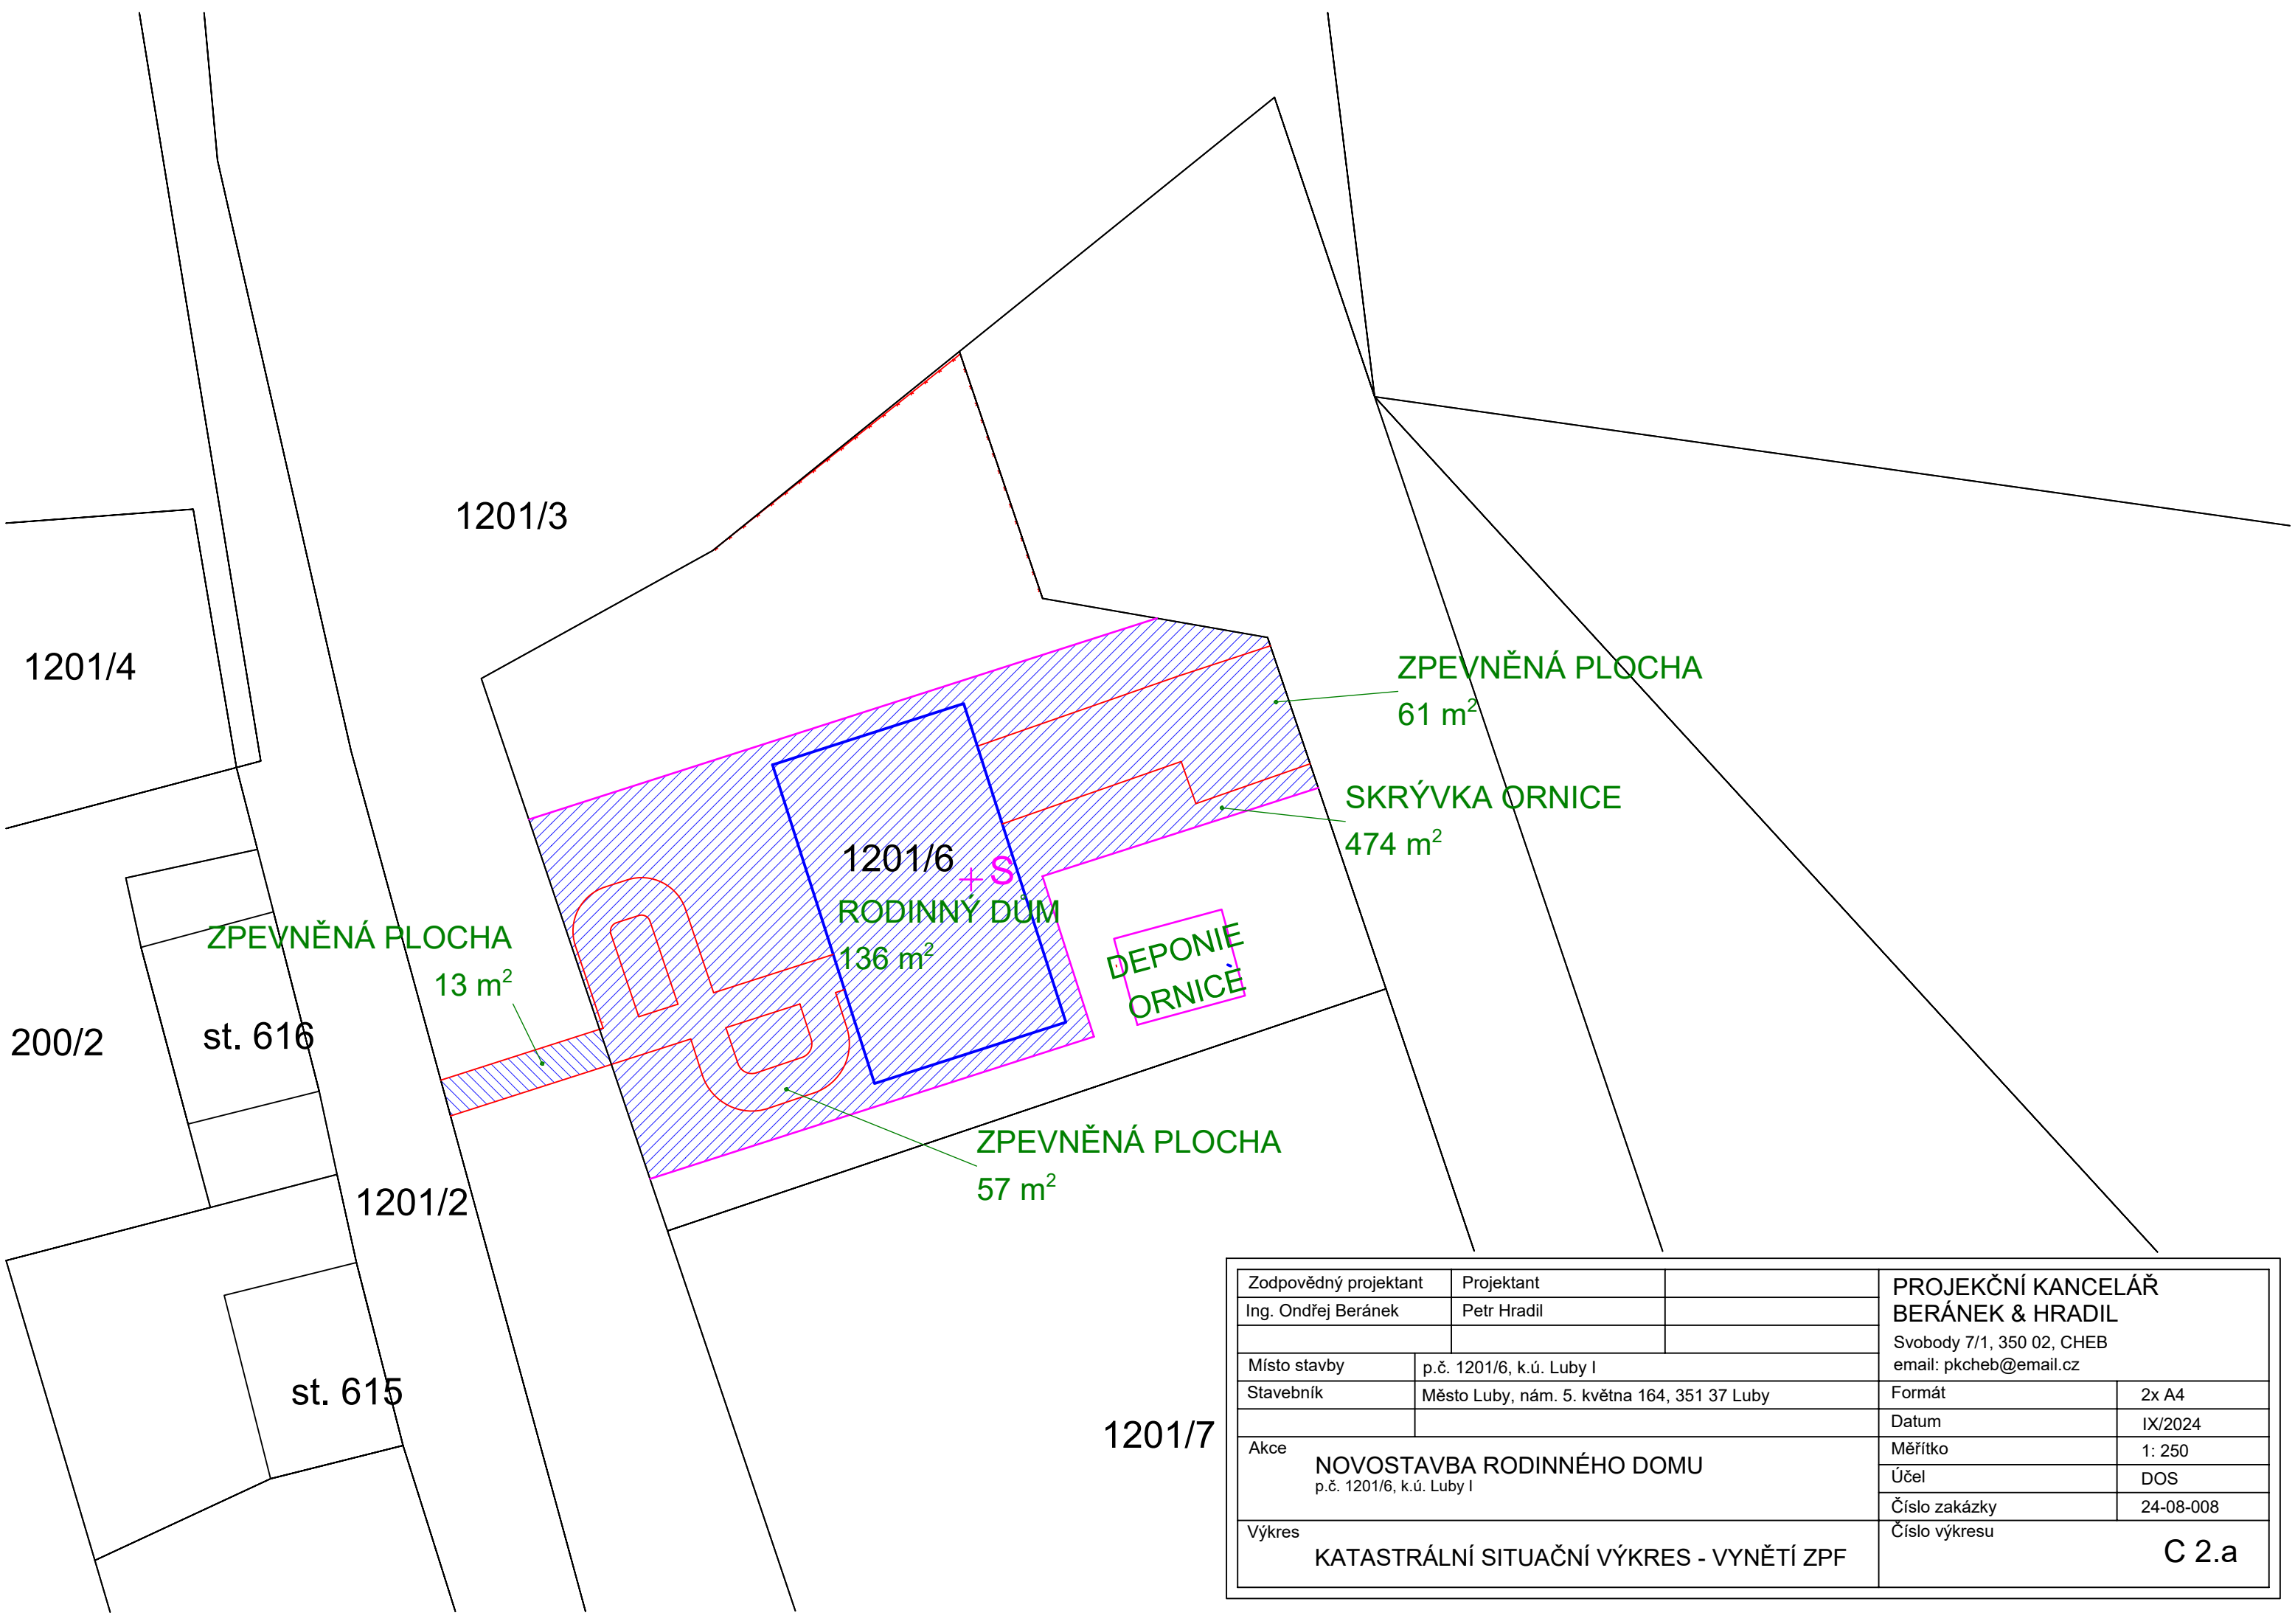 1201/3
1201/4
ZPEVNĚNÁ PLOCHA
61 m²
SKRÝVKA ORNICE
474 m²
1201/6
S
RODINNÝ DŮM
136 m²
ZPEVNĚNÁ PLOCHA
13 m²
DEPONIE
ORNICE
200/2
st. 616
ZPEVNĚNÁ PLOCHA
57 m²
1201/2
st. 615
1201/7
Zodpovědný projektant
Projektant
Ing. Ondřej Beránek
Petr Hradil
PROJEKČNÍ KANCELÁŘ
BERÁNEK & HRADIL
Svobody 7/1, 350 02, CHEB
email: pkcheb@email.cz
Místo stavby
p.č. 1201/6, k.ú. Luby I
Stavebník
Město Luby, nám. 5. května 164, 351 37 Luby
Formát
2x A4
Datum
IX/2024
Akce
NOVOSTAVBA RODINNÉHO DOMU
p.č. 1201/6, k.ú. Luby I
Měřítko
1: 250
Účel
DOS
Číslo zakázky
24-08-008
Výkres
KATASTRÁLNÍ SITUAČNÍ VÝKRES - VYNĚTÍ ZPF
Číslo výkresu
C 2.a